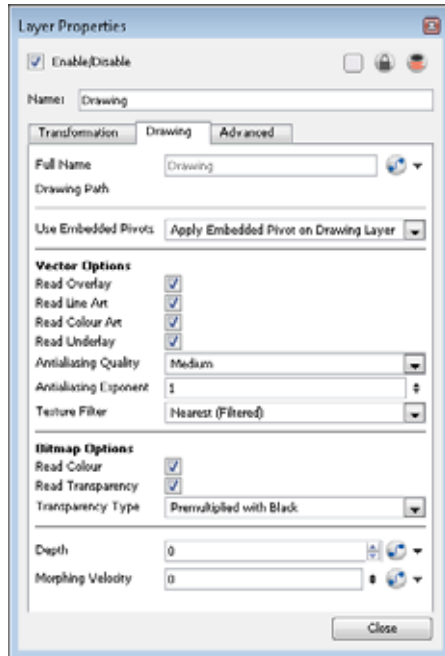 Layer Properties
Enable/Disable
Name: Drawing
Transformation Drawing Advanced
Full Name Drawing
Drawing Path
Use Embedded Pivots Apply Embedded Pivot on Drawing Layer
Vector Options
Read Overlay
Read Line Art
Read Colour Art
Read Underlay
Antialiasing Quality Medium
Antialiasing Exponent 1
Texture Filter Nearest (Filtered)
Bitmap Options
Read Colour
Read Transparency
Transparency Type Premultiplied with Black
Depth 0
Morphing Velocity 0
Close